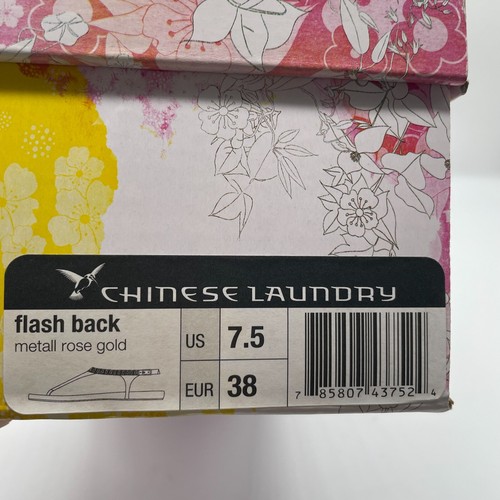 CHINESE LAUNDRY
flash back
metall rose gold
US 7.5
EUR 38
7 85807 43752 4